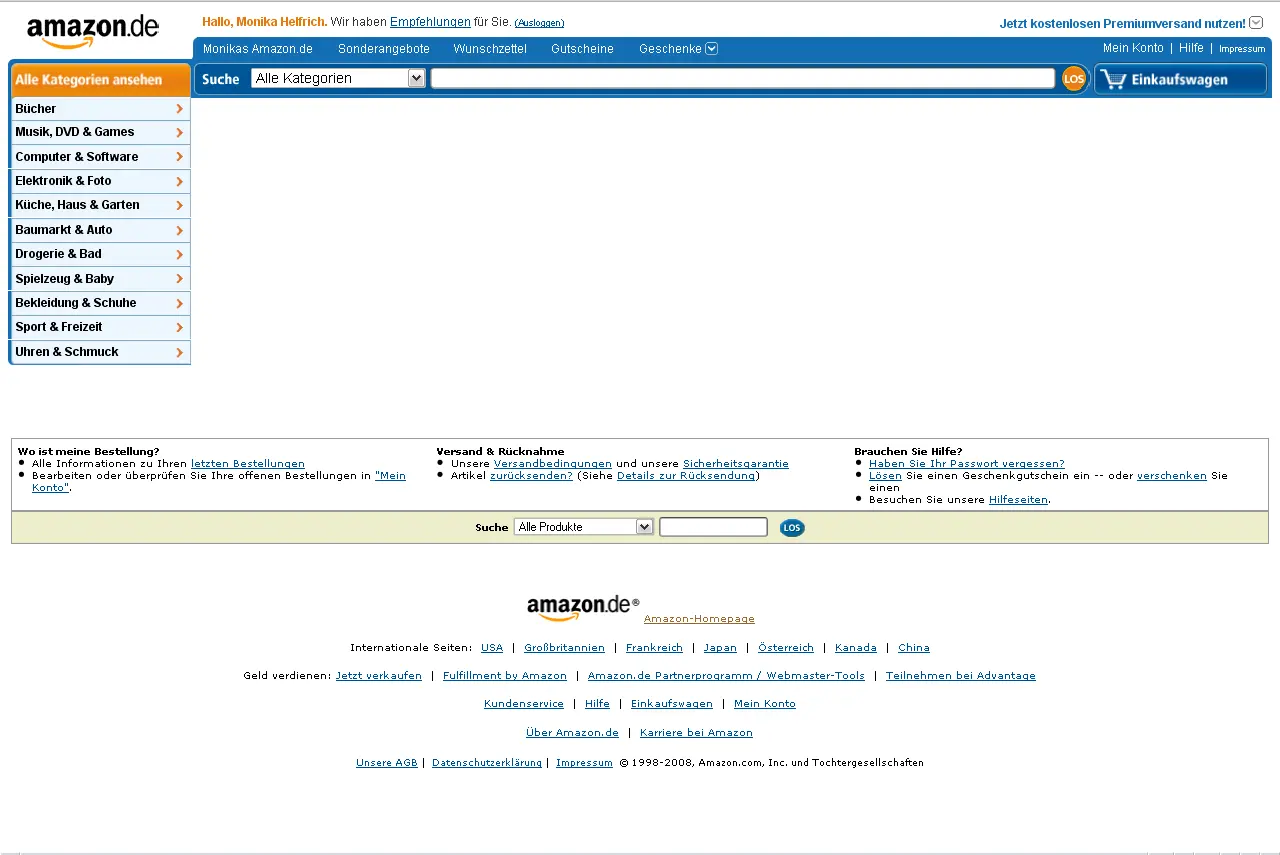 amazon.de
Hallo, Monika Helfrich. Wir haben Empfehlungen für Sie. (Ausloggen)
Jetzt kostenlosen Premiumversand nutzen!
Monikas Amazon.de Sonderangebote Wunschzettel Gutscheine Geschenke
Mein Konto | Hilfe | Impressum
Alle Kategorien ansehen
Suche Alle Kategorien LOS Einkaufswagen
Bücher
Musik, DVD & Games
Computer & Software
Elektronik & Foto
Küche, Haus & Garten
Baumarkt & Auto
Drogerie & Bad
Spielzeug & Baby
Bekleidung & Schuhe
Sport & Freizeit
Uhren & Schmuck
Wo ist meine Bestellung?
• Alle Informationen zu Ihren letzten Bestellungen
• Bearbeiten oder überprüfen Sie Ihre offenen Bestellungen in "Mein
Konto".
Versand & Rücknahme
• Unsere Versandbedingungen und unsere Sicherheitsgarantie
• Artikel zurücksenden? (Siehe Details zur Rücksendung)
Brauchen Sie Hilfe?
• Haben Sie Ihr Passwort vergessen?
• Lösen Sie einen Geschenkgutschein ein -- oder verschenken Sie
einen
• Besuchen Sie unsere Hilfeseiten.
Suche Alle Produkte LOS
amazon.de® Amazon-Homepage
Internationale Seiten: USA | Großbritannien | Frankreich | Japan | Österreich | Kanada | China
Geld verdienen: Jetzt verkaufen | Fulfillment by Amazon | Amazon.de Partnerprogramm / Webmaster-Tools | Teilnehmen bei Advantage
Kundenservice | Hilfe | Einkaufswagen | Mein Konto
Über Amazon.de | Karriere bei Amazon
Unsere AGB | Datenschutzerklärung | Impressum © 1998-2008, Amazon.com, Inc. und Tochtergesellschaften